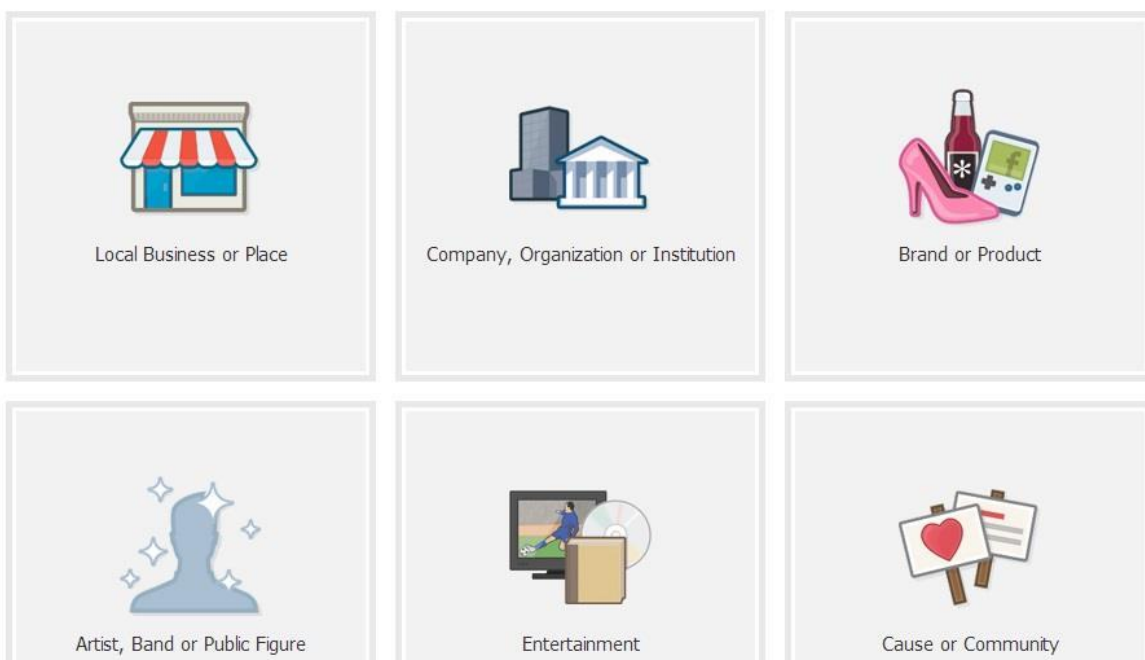 Local Business or Place
Company, Organization or Institution
Brand or Product
*
f
Artist, Band or Public Figure
Entertainment
Cause or Community